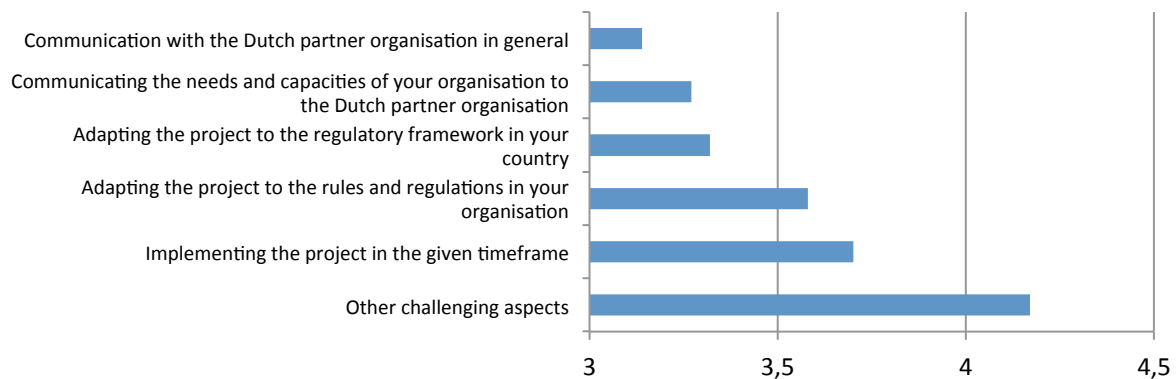 Communication with the Dutch partner organisation in general
Communicating the needs and capacities of your organisation to
the Dutch partner organisation
Adapting the project to the regulatory framework in your
country
Adapting the project to the rules and regulations in your
organisation
Implementing the project in the given timeframe
Other challenging aspects
3 3,5 4 4,5